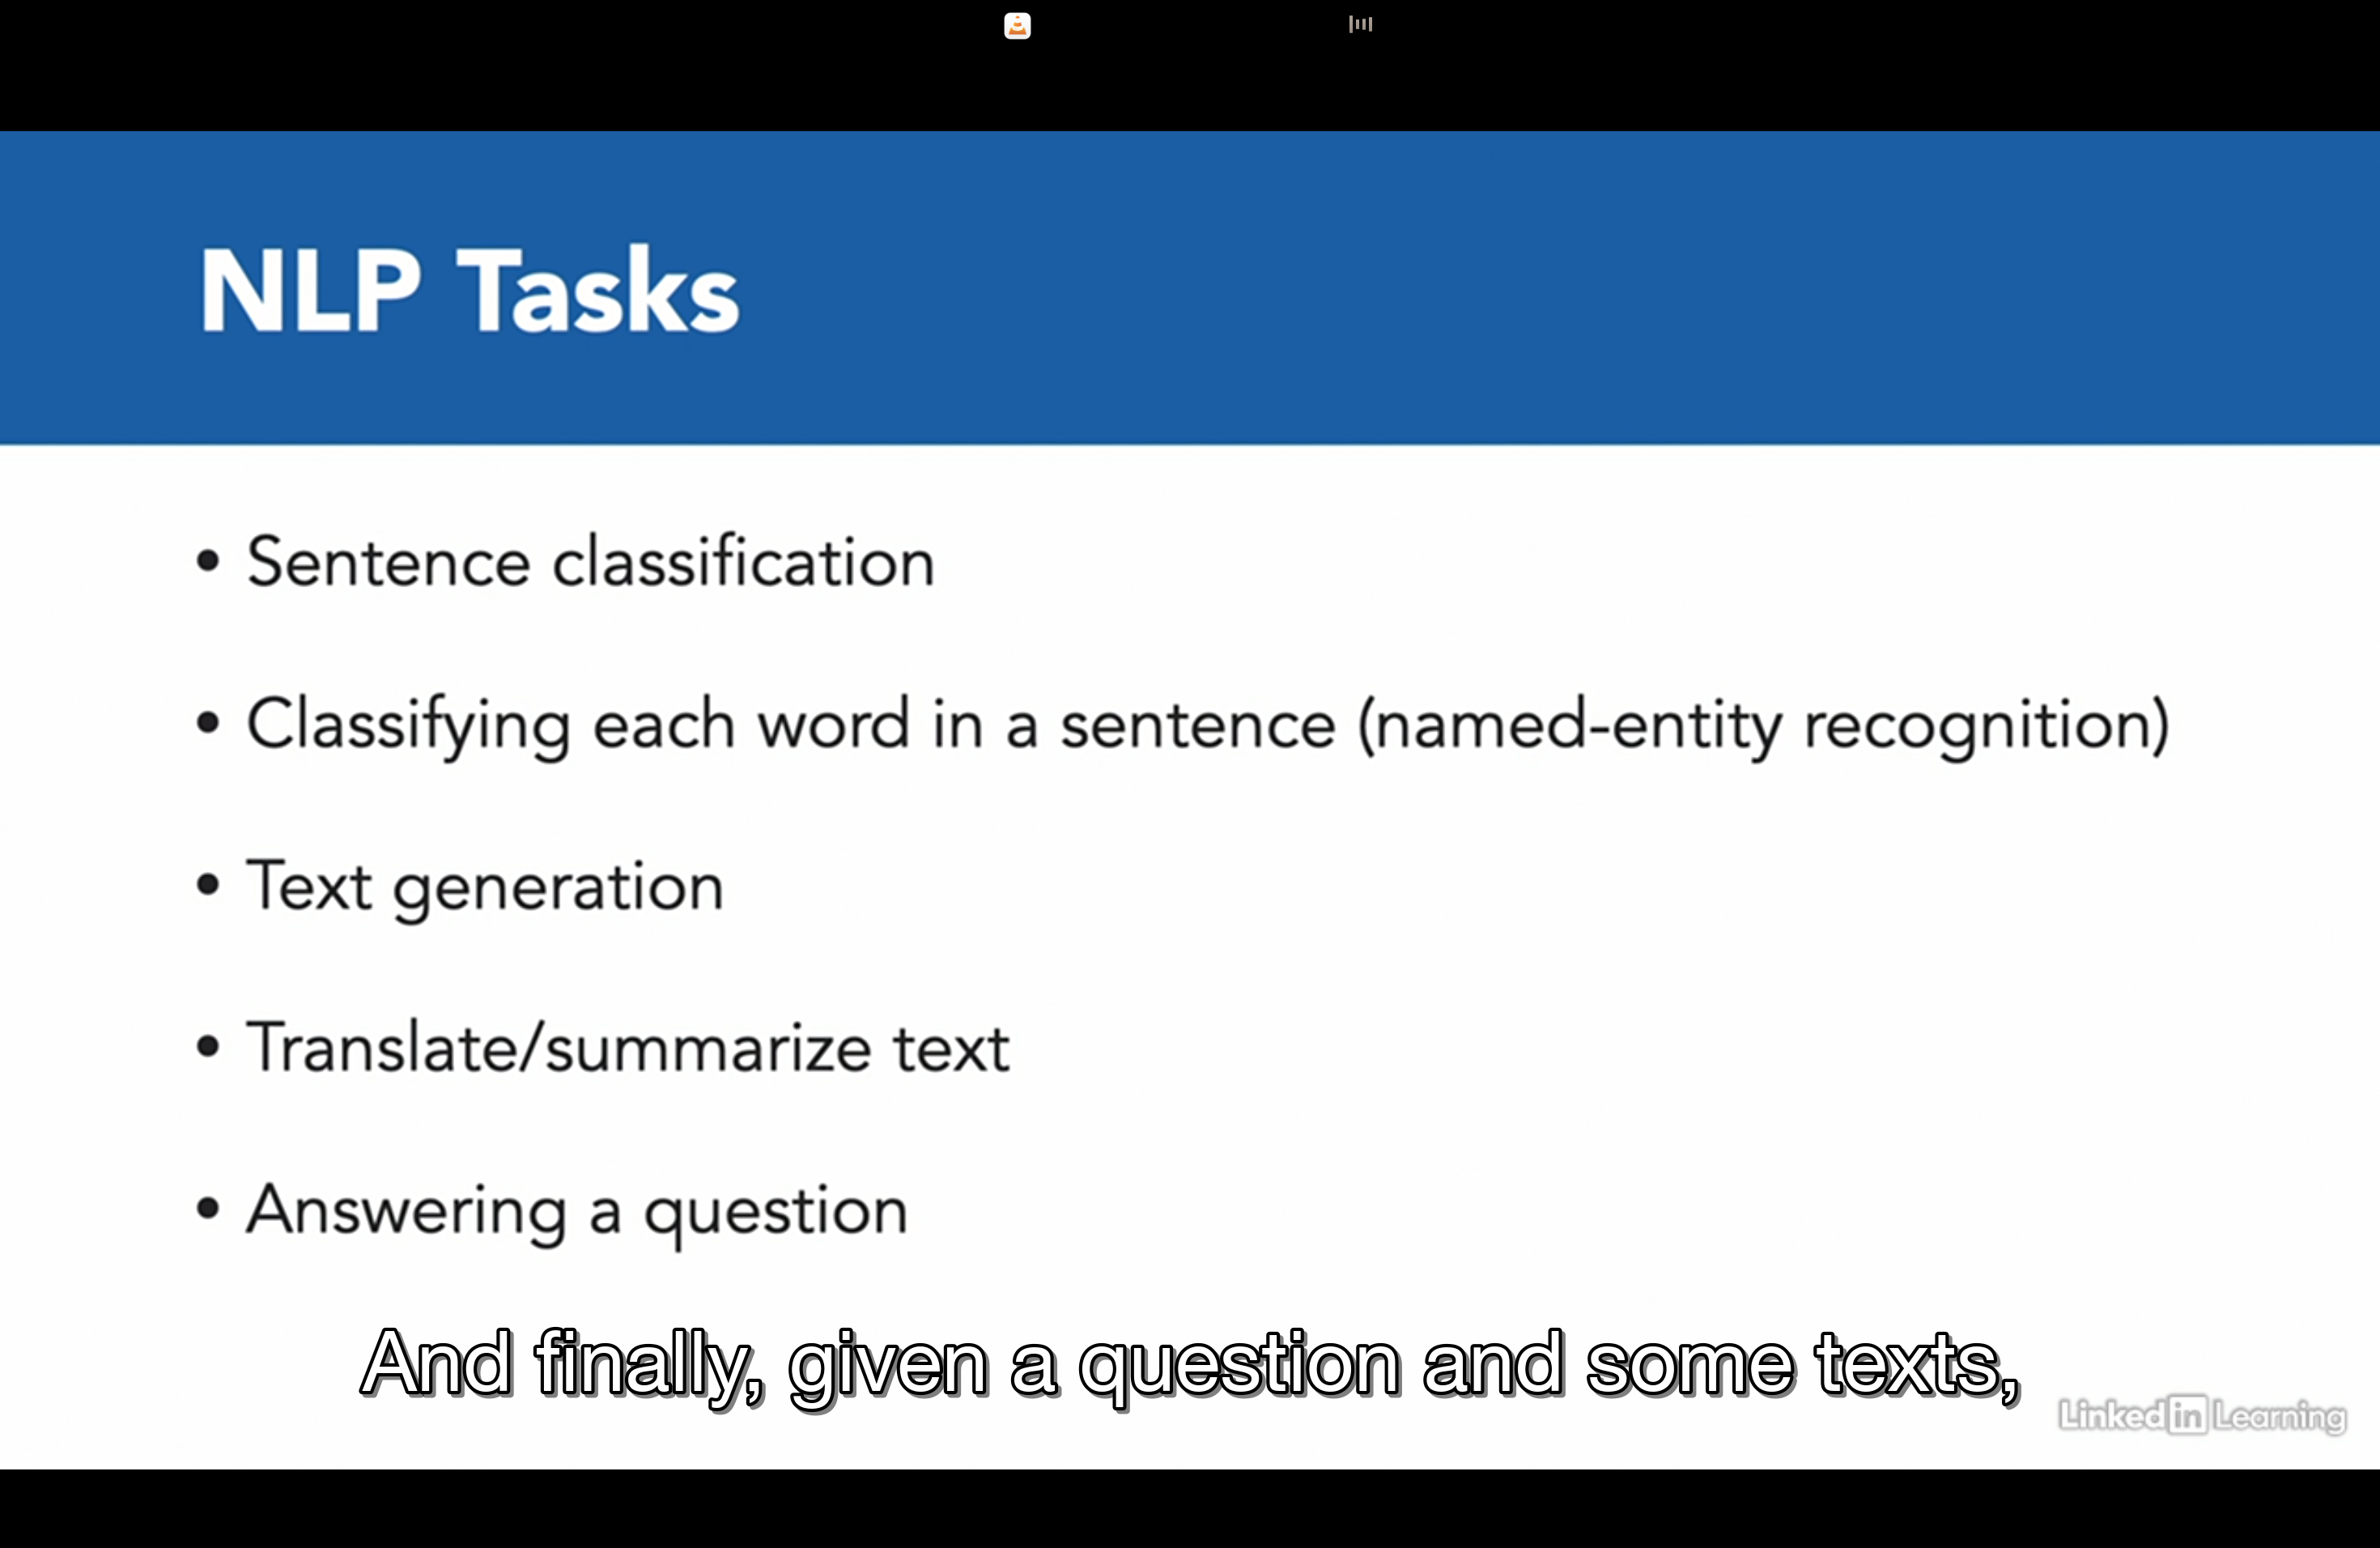 NLP Tasks
• Sentence classification
• Classifying each word in a sentence (named-entity recognition)
• Text generation
• Translate/summarize text
• Answering a question
And finally, given a question and some texts,
Linked in Learning